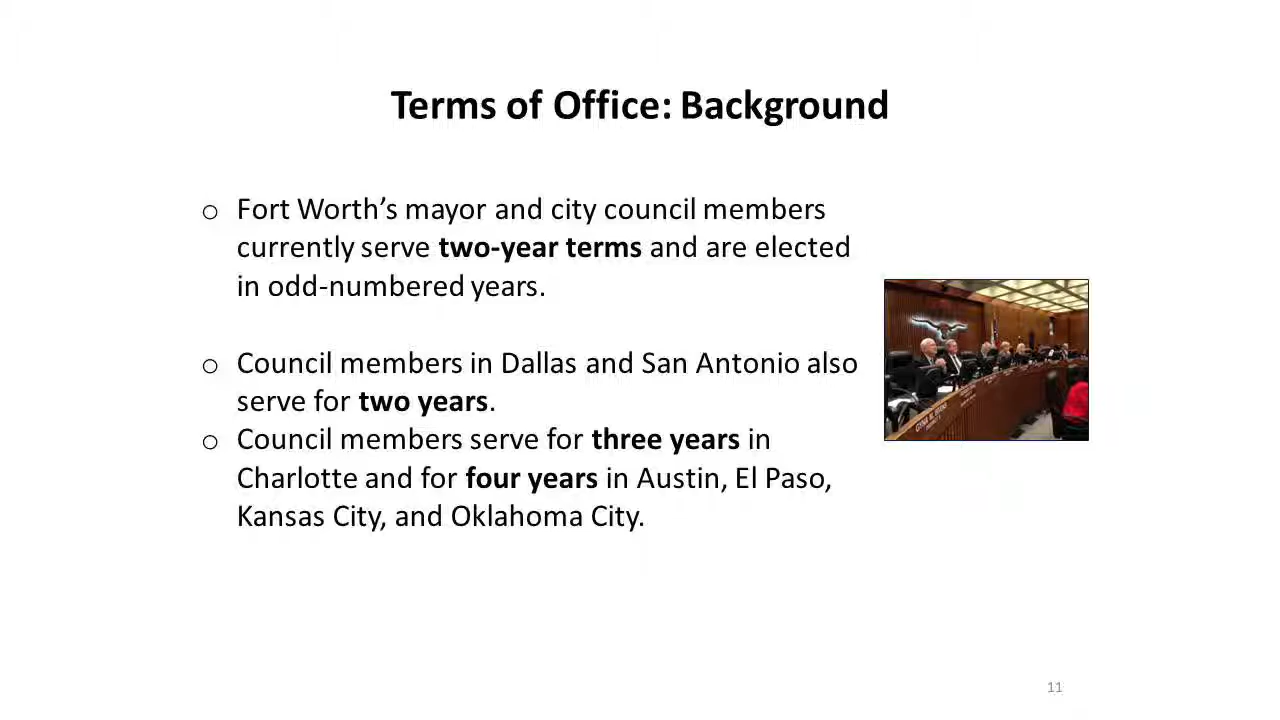 Terms of Office: Background
o Fort Worth’s mayor and city council members
currently serve two-year terms and are elected
in odd-numbered years.
o Council members in Dallas and San Antonio also
serve for two years.
o Council members serve for three years in
Charlotte and for four years in Austin, El Paso,
Kansas City, and Oklahoma City.
11